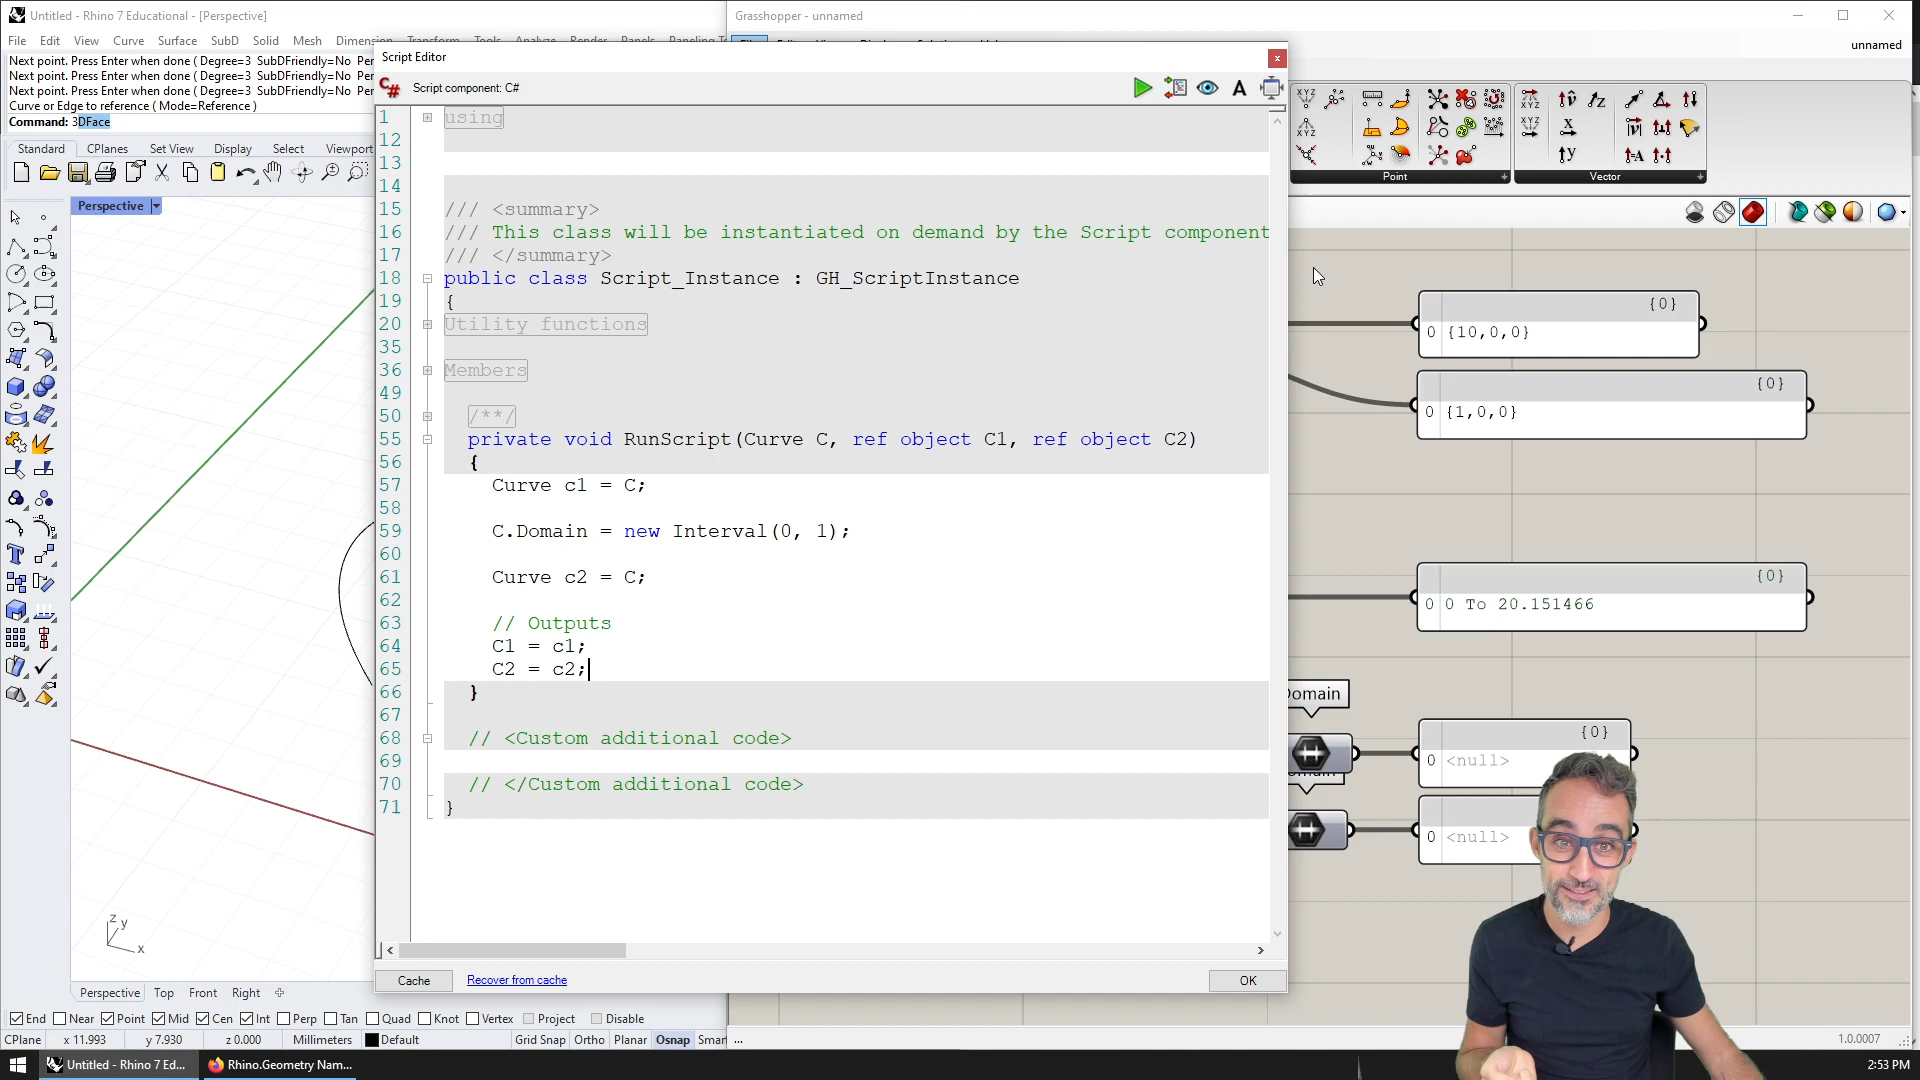 Untitled - Rhino 7 Educational - [Perspective]
Grasshopper - unnamed
File Edit View Curve Surface SubD Solid Mesh Dimension
unnamed
Next point. Press Enter when done ( Degree=3 SubDFriendly=No Per
Next point. Press Enter when done ( Degree=3 SubDFriendly=No Per
Next point. Press Enter when done ( Degree=3 SubDFriendly=No Per
Curve or Edge to reference ( Mode=Reference )
Command: 3DFace
Standard CPlanes Set View Display Select Viewport
Perspective
Script Editor
Script component: C#
1 using
12
13
14
15 /// <summary>
16 /// This class will be instantiated on demand by the Script component
17 /// </summary>
18 public class Script_Instance : GH_ScriptInstance
19 {
20 Utility functions
35
36 Members
49
50 /**/
55 private void RunScript(Curve C, ref object C1, ref object C2)
56 {
57 Curve c1 = C;
58
59 C.Domain = new Interval(0, 1);
60
61 Curve c2 = C;
62
63 // Outputs
64 C1 = c1;
65 C2 = c2;
66 }
67
68 // <Custom additional code>
69
70 // </Custom additional code>
71 }
Cache Recover from cache OK
Point Vector
{0}
0 {10,0,0}
{0}
0 {1,0,0}
{0}
0 0 To 20.151466
Domain
{0}
0 <null>
0 <null>
z y
x
Perspective Top Front Right
End Near Point Mid Cen Int Perp Tan Quad Knot Vertex Project Disable
CPlane x 11.993 y 7.930 z 0.000 Millimeters Default Grid Snap Ortho Planar Osnap Smar
...
1.0.0007
Untitled - Rhino 7 Ed... Rhino.Geometry Nam...
2:53 PM